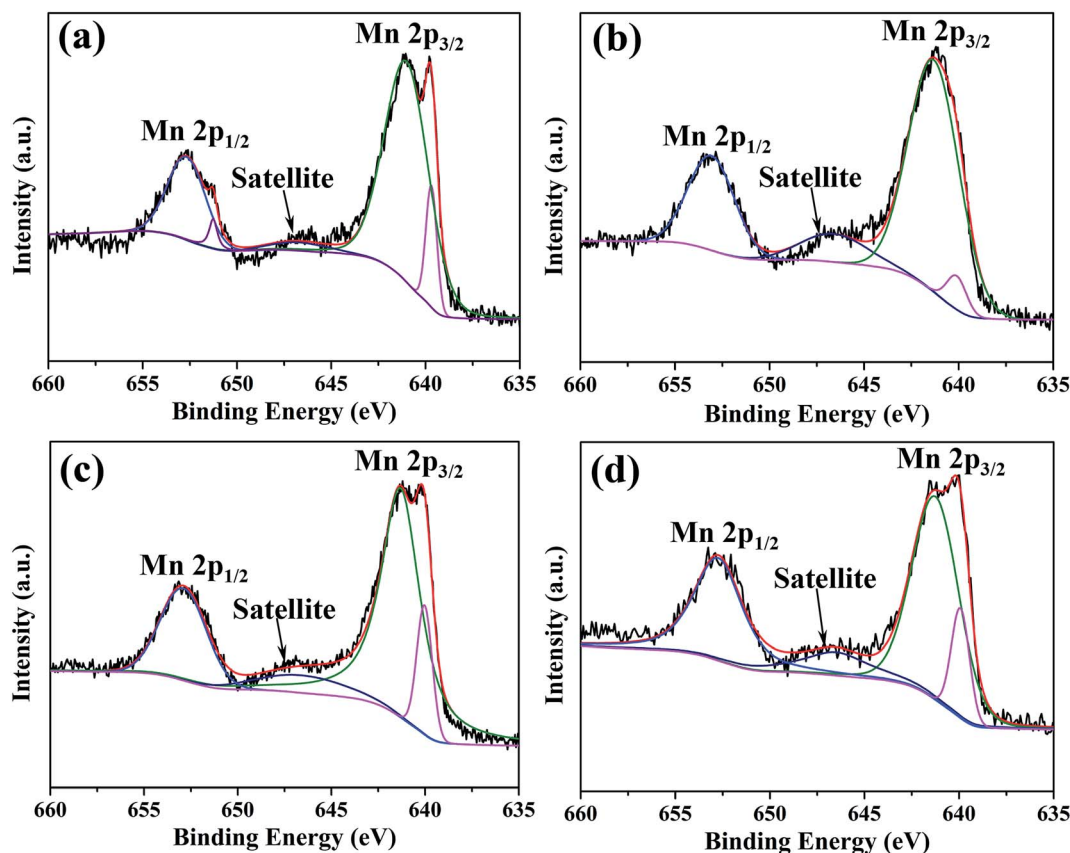 (a)
Mn 2p3/2
Mn 2p1/2
Satellite
Intensity (a.u.)
660 655 650 645 640 635
Binding Energy (eV)
(b)
Mn 2p3/2
Mn 2p1/2
Satellite
Intensity (a.u.)
660 655 650 645 640 635
Binding Energy (eV)
(c)
Mn 2p3/2
Mn 2p1/2
Satellite
Intensity (a.u.)
660 655 650 645 640 635
Binding Energy (eV)
(d)
Mn 2p3/2
Mn 2p1/2
Satellite
Intensity (a.u.)
660 655 650 645 640 635
Binding Energy (eV)